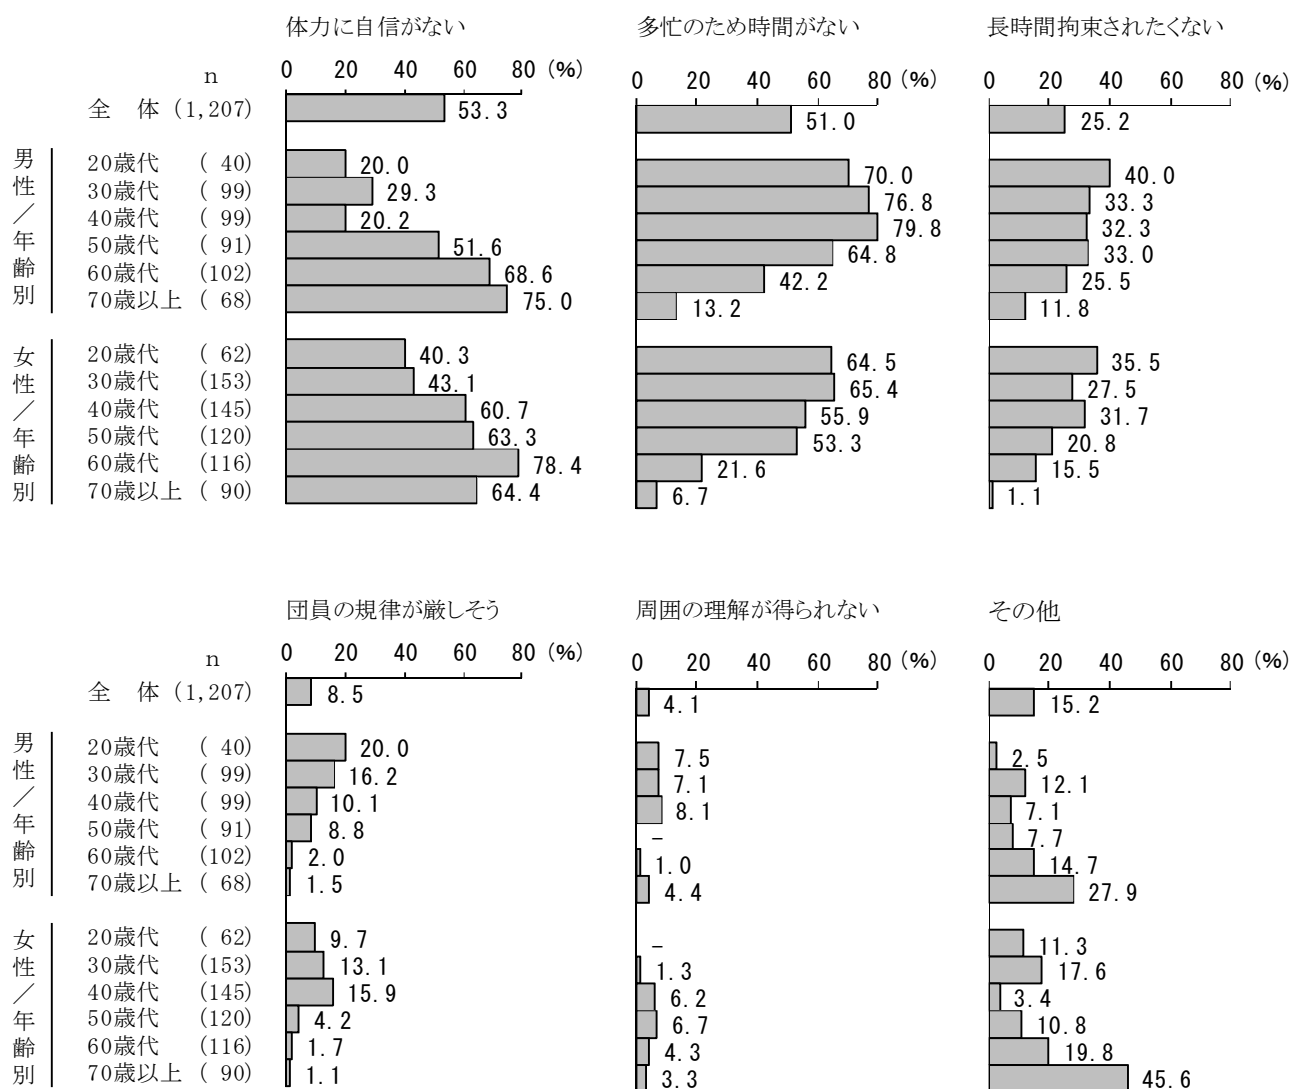 体力に自信がない 多忙のため時間がない 長時間拘束されたくない
n 0 20 40 60 80 (%) 0 20 40 60 80 (%) 0 20 40 60 80 (%)
全 体 (1,207) 53.3 51.0 25.2
男性／年齢別
20歳代 ( 40) 20.0 70.0 40.0
30歳代 ( 99) 29.3 76.8 33.3
40歳代 ( 99) 20.2 79.8 32.3
50歳代 ( 91) 51.6 64.8 33.0
60歳代 (102) 68.6 42.2 25.5
70歳以上 ( 68) 75.0 13.2 11.8
女性／年齢別
20歳代 ( 62) 40.3 64.5 35.5
30歳代 (153) 43.1 65.4 27.5
40歳代 (145) 60.7 55.9 31.7
50歳代 (120) 63.3 53.3 20.8
60歳代 (116) 78.4 21.6 15.5
70歳以上 ( 90) 64.4 6.7 1.1
団員の規律が厳しそう 周囲の理解が得られない その他
n 0 20 40 60 80 (%) 0 20 40 60 80 (%) 0 20 40 60 80 (%)
全 体 (1,207) 8.5 4.1 15.2
男性／年齢別
20歳代 ( 40) 20.0 7.5 2.5
30歳代 ( 99) 16.2 7.1 12.1
40歳代 ( 99) 10.1 8.1 7.1
50歳代 ( 91) 8.8 − 7.7
60歳代 (102) 2.0 1.0 14.7
70歳以上 ( 68) 1.5 4.4 27.9
女性／年齢別
20歳代 ( 62) 9.7 − 11.3
30歳代 (153) 13.1 1.3 17.6
40歳代 (145) 15.9 6.2 3.4
50歳代 (120) 4.2 6.7 10.8
60歳代 (116) 1.7 4.3 19.8
70歳以上 ( 90) 1.1 3.3 45.6